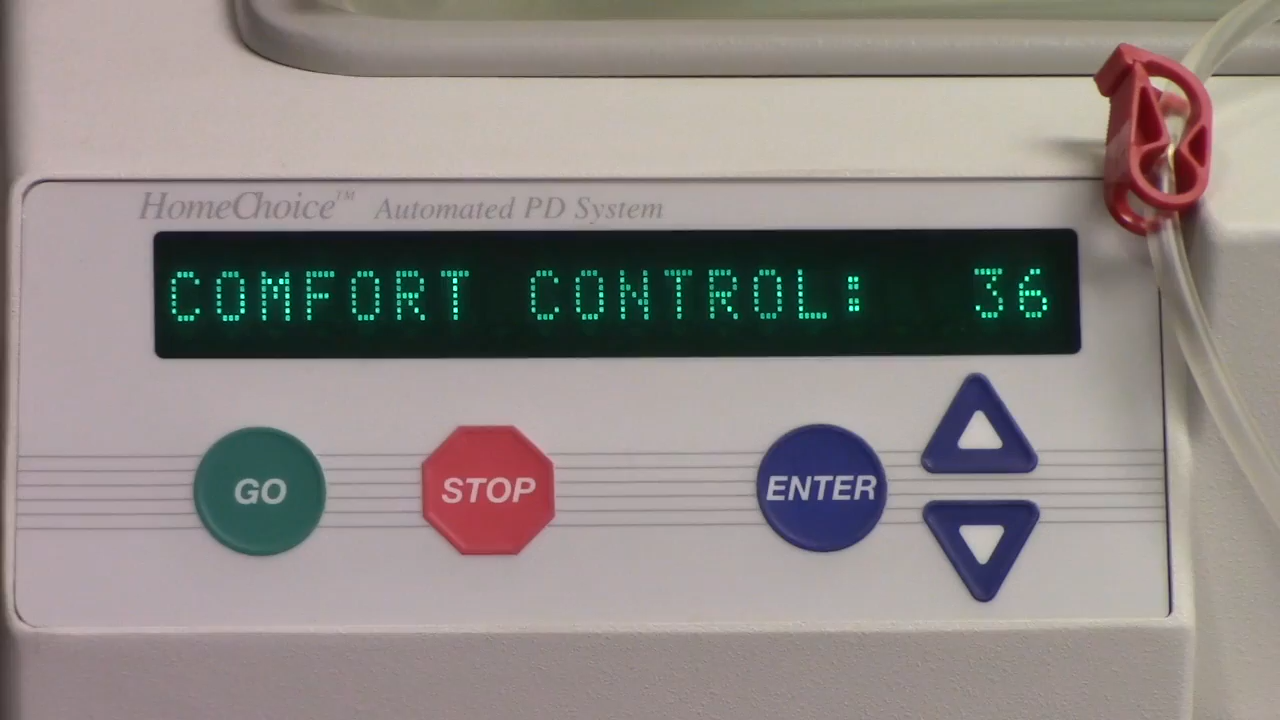 HomeChoice™ Automated PD System
COMFORT CONTROL: 36
GO
STOP
ENTER